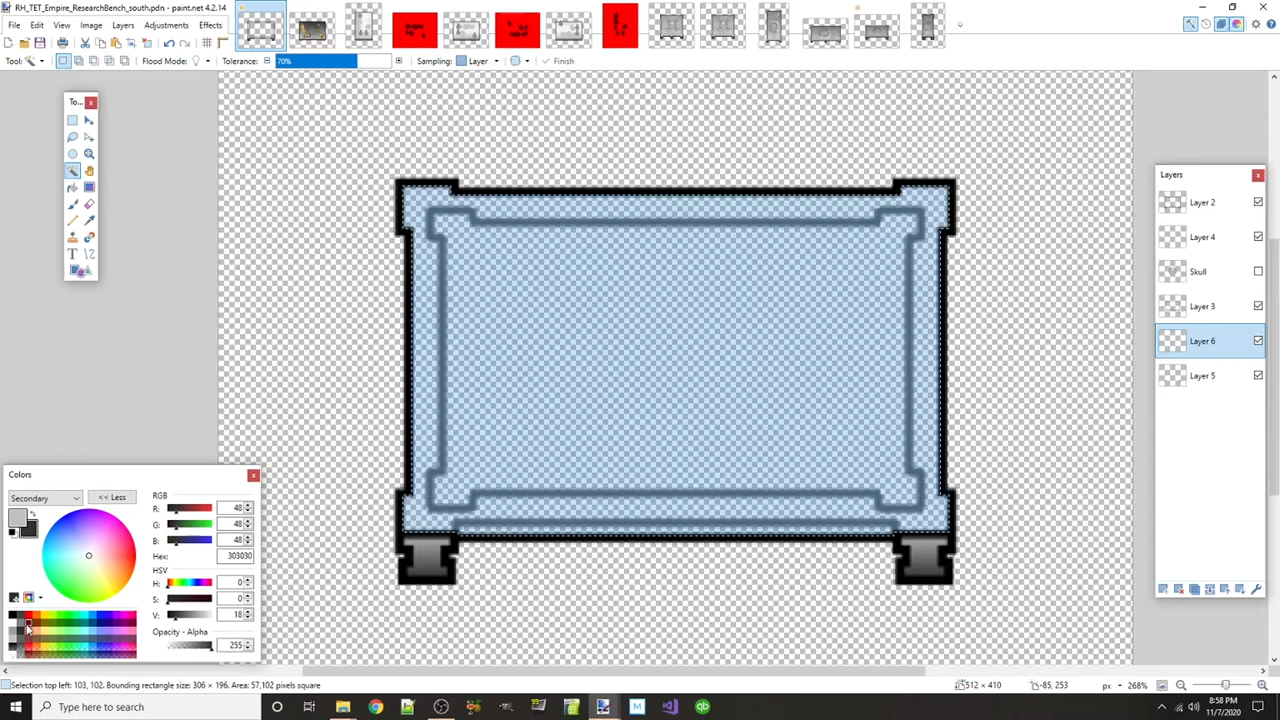 RH_TET_Empire_ResearchBench_south.pdn - paint.net 4.2.14
File Edit View Image Layers Adjustments Effects
Tool: Flood Mode: Tolerance: 70% Sampling: Layer Finish
To...
Layers
Layer 2
Layer 4
Skull
Layer 3
Layer 6
Layer 5
Colors
Secondary << Less
RGB
R: 48
G: 48
B: 48
Hex: 303030
HSV
H: 0
S: 0
V: 18
Opacity - Alpha
255
Selection top left: 103, 102. Bounding rectangle size: 306 × 196. Area: 57,102 pixels square
512 × 410 -85, 253 px 268%
Type here to search
8:58 PM
11/7/2020